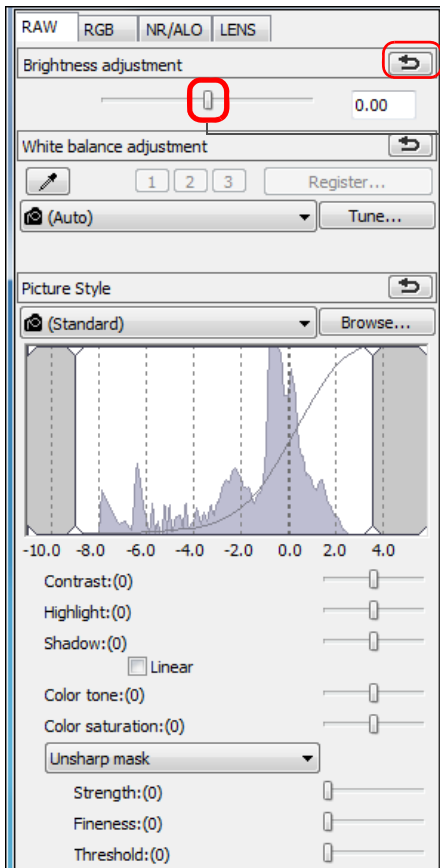 RAW RGB NR/ALO LENS
Brightness adjustment
0.00
White balance adjustment
1 2 3 Register...
(Auto) Tune...
Picture Style
(Standard) Browse...
-10.0 -8.0 -6.0 -4.0 -2.0 0.0 2.0 4.0
Contrast:(0)
Highlight:(0)
Shadow:(0)
Linear
Color tone:(0)
Color saturation:(0)
Unsharp mask
Strength:(0)
Fineness:(0)
Threshold:(0)